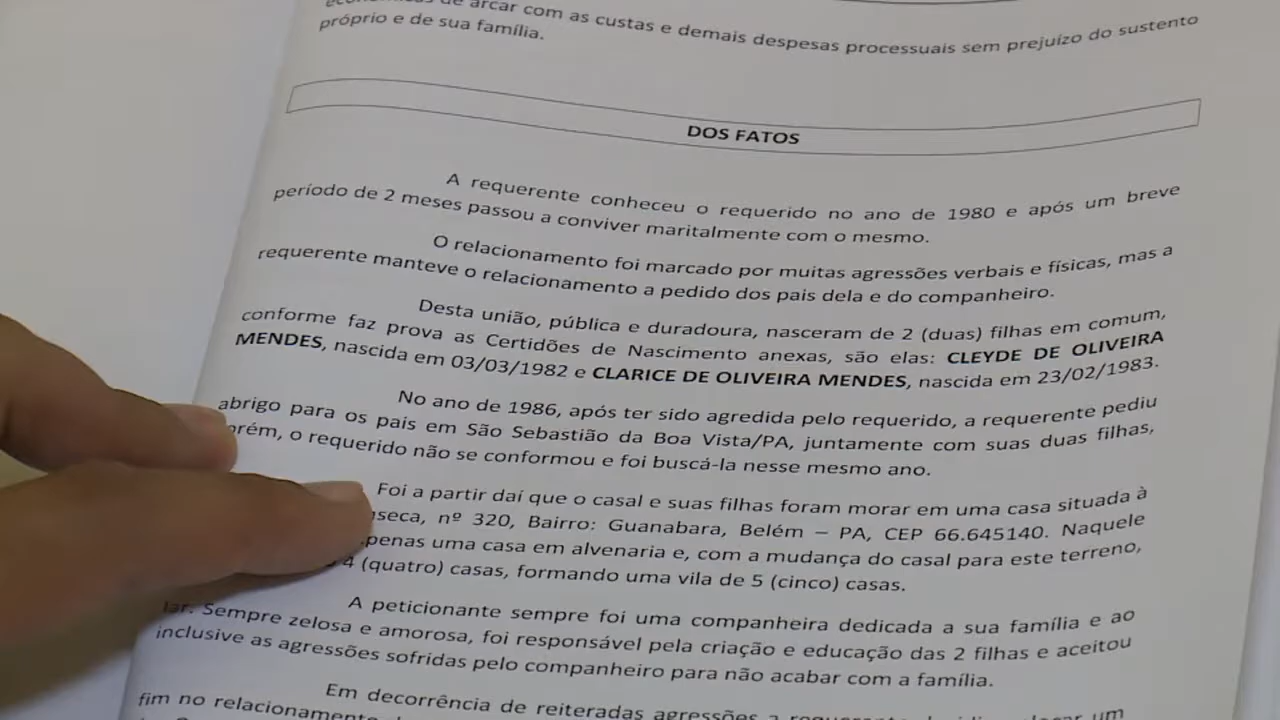 de arcar com as custas e demais despesas processuais sem prejuízo do sustento
próprio e de sua família.
DOS FATOS
A requerente conheceu o requerido no ano de 1980 e após um breve
período de 2 meses passou a conviver maritalmente com o mesmo.
O relacionamento foi marcado por muitas agressões verbais e físicas, mas a
requerente manteve o relacionamento a pedido dos pais dela e do companheiro.
Desta união, pública e duradoura, nasceram de 2 (duas) filhas em comum,
conforme faz prova as Certidões de Nascimento anexas, são elas: CLEYDE DE OLIVEIRA
MENDES, nascida em 03/03/1982 e CLARICE DE OLIVEIRA MENDES, nascida em 23/02/1983.
No ano de 1986, após ter sido agredida pelo requerido, a requerente pediu
abrigo para os pais em São Sebastião da Boa Vista/PA, juntamente com suas duas filhas,
orém, o requerido não se conformou e foi buscá-la nesse mesmo ano.
Foi a partir daí que o casal e suas filhas foram morar em uma casa situada à
seca, nº 320, Bairro: Guanabara, Belém – PA, CEP 66.645140. Naquele
penas uma casa em alvenaria e, com a mudança do casal para este terreno,
4 (quatro) casas, formando uma vila de 5 (cinco) casas.
A peticionante sempre foi uma companheira dedicada a sua família e ao
lar. Sempre zelosa e amorosa, foi responsável pela criação e educação das 2 filhas e aceitou
inclusive as agressões sofridas pelo companheiro para não acabar com a família.
Em decorrência de reiteradas agressões a requerente
fim no relacionamento